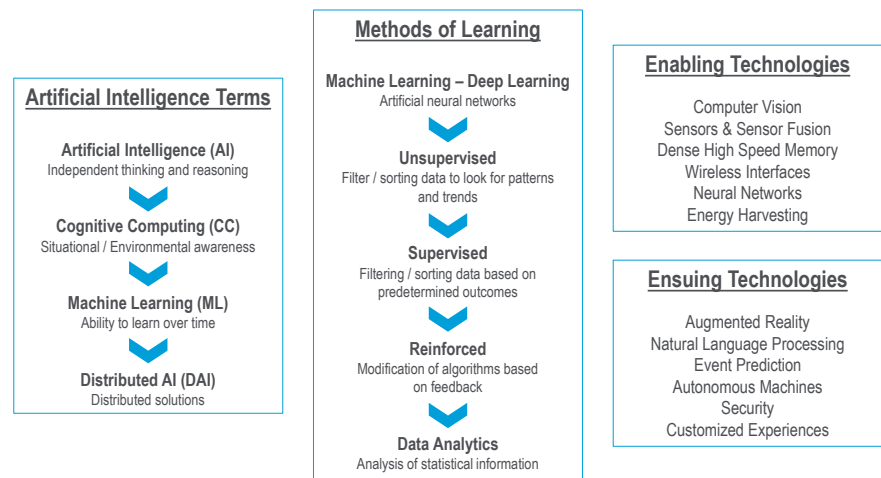 Artificial Intelligence Terms
Artificial Intelligence (AI)
Independent thinking and reasoning
Cognitive Computing (CC)
Situational / Environmental awareness
Machine Learning (ML)
Ability to learn over time
Distributed AI (DAI)
Distributed solutions
Methods of Learning
Machine Learning – Deep Learning
Artificial neural networks
Unsupervised
Filter / sorting data to look for patterns
and trends
Supervised
Filtering / sorting data based on
predetermined outcomes
Reinforced
Modification of algorithms based
on feedback
Data Analytics
Analysis of statistical information
Enabling Technologies
Computer Vision
Sensors & Sensor Fusion
Dense High Speed Memory
Wireless Interfaces
Neural Networks
Energy Harvesting
Ensuing Technologies
Augmented Reality
Natural Language Processing
Event Prediction
Autonomous Machines
Security
Customized Experiences